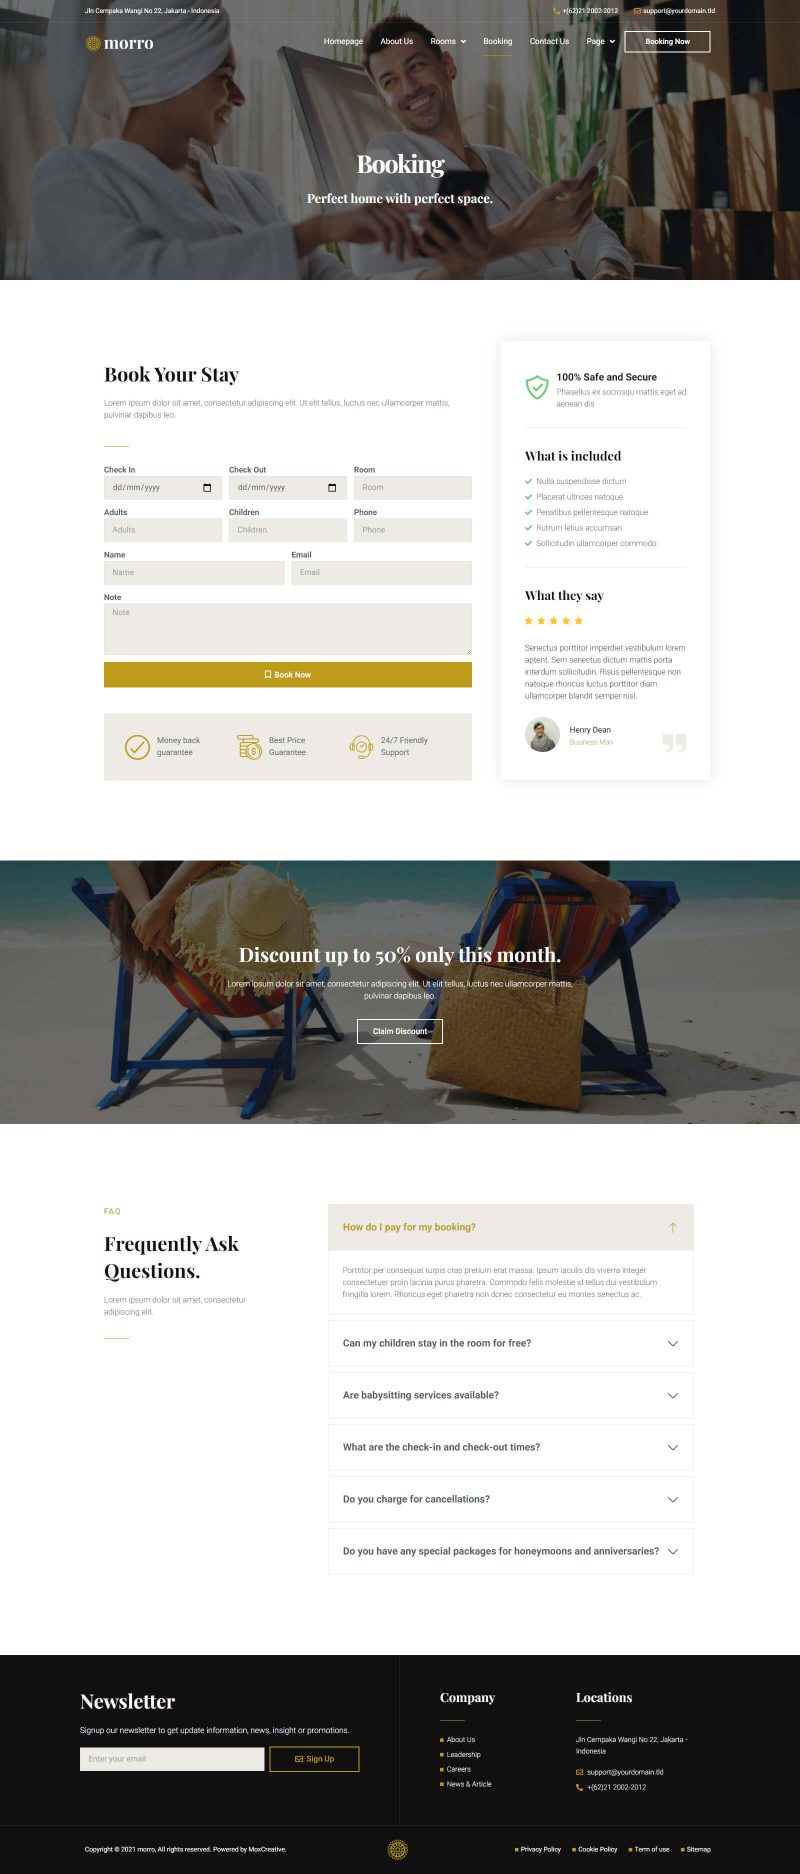 Jln Cempaka Wangi No 22, Jakarta - Indonesia
+(62)21 2002-2012
support@yourdomain.tld
morro
Homepage
About Us
Rooms
Booking
Contact Us
Page
Booking Now
Booking
Perfect home with perfect space.
Book Your Stay
Lorem ipsum dolor sit amet, consectetur adipiscing elit. Ut elit tellus, luctus nec ullamcorper mattis,
pulvinar dapibus leo.
Check In
Check Out
Room
dd/mm/yyyy
dd/mm/yyyy
Room
Adults
Children
Phone
Adults
Children
Phone
Name
Email
Name
Email
Note
Note
Book Now
Money back
guarantee
Best Price
Guarantee
24/7 Friendly
Support
100% Safe and Secure
Phasellus ex sociosqu mattis eget ad
aenean dis
What is included
Nulla suspendisse dictum
Placerat ultrices natoque
Penatibus pellentesque natoque
Rutrum letius accumsan
Sollicitudin ullamcorper commodo
What they say
Senectus porttitor imperdiet vestibulum lorem
aptent. Sem senectus dictum mattis porta
interdum sollicitudin. Risus pellentesque non
natoque rhoncus luctus porttitor diam
ullamcorper blandit semper nisl.
Henry Dean
Business Man
Discount up to 50% only this month.
Lorem ipsum dolor sit amet, consectetur adipiscing elit. Ut elit tellus, luctus nec ullamcorper mattis,
pulvinar dapibus leo.
Claim Discount
FAQ
Frequently Ask
Questions.
Lorem ipsum dolor sit amet, consectetur
adipiscing elit.
How do I pay for my booking?
Porttitor per consequat turpis cras pretium erat massa. Ipsum iaculis dis viverra integer
consectetuer proin lacinia purus pharetra. Commodo felis molestie id tellus dui vestibulum
fringilla lorem. Rhoncus eget pharetra non donec consectetur eu montes senectus ac.
Can my children stay in the room for free?
Are babysitting services available?
What are the check-in and check-out times?
Do you charge for cancellations?
Do you have any special packages for honeymoons and anniversaries?
Newsletter
Signup our newsletter to get update information, news, insight or promotions.
Enter your email
Sign Up
Company
About Us
Leadership
Careers
News & Article
Locations
Jln Cempaka Wangi No 22, Jakarta -
Indonesia
support@yourdomain.tld
+(62)21 2002-2012
Copyright © 2021 morro, All rights reserved. Powered by MoxCreative.
Privacy Policy
Cookie Policy
Term of use
Sitemap